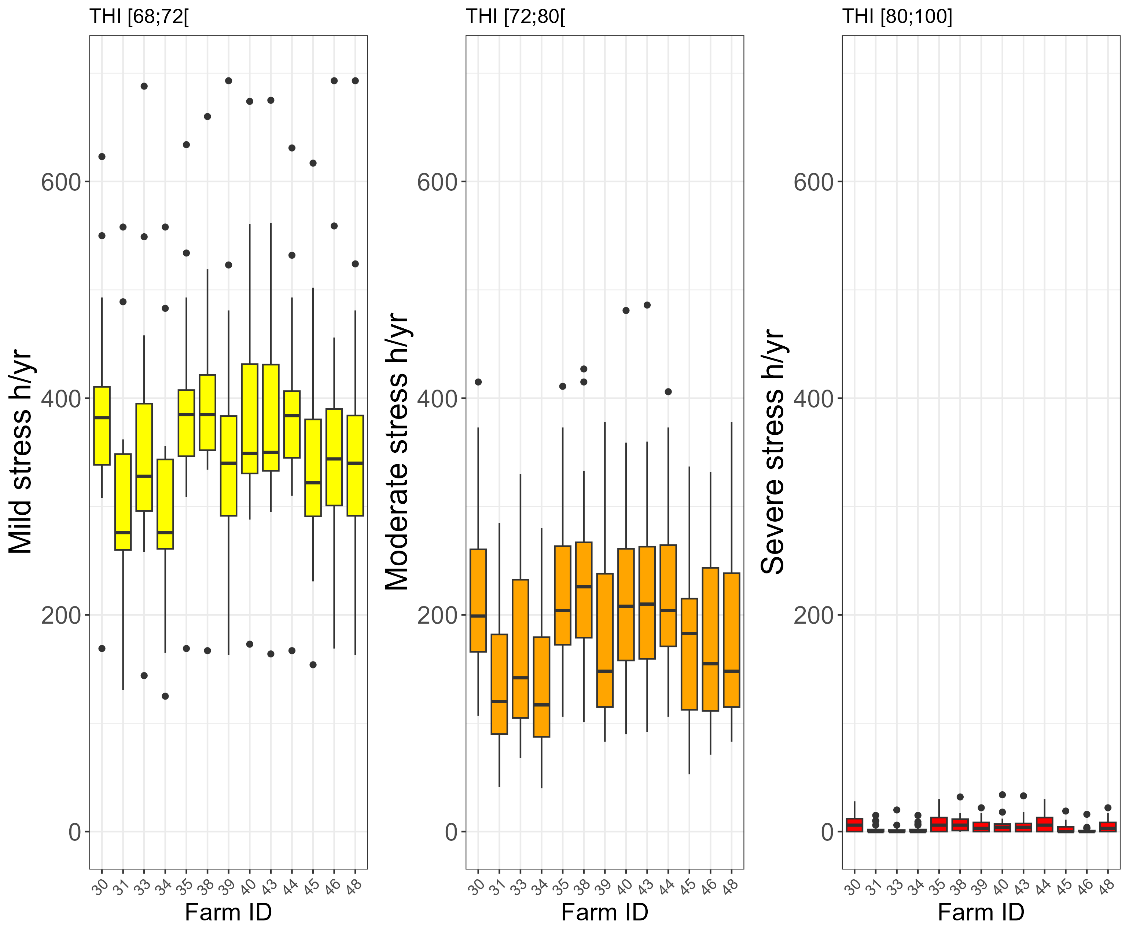 THI [68;72[
Mild stress h/yr
600
400
200
0
30 31 33 34 35 38 39 40 43 44 45 46 48
Farm ID
THI [72;80[
Moderate stress h/yr
600
400
200
0
30 31 33 34 35 38 39 40 43 44 45 46 48
Farm ID
THI [80;100]
Severe stress h/yr
600
400
200
0
30 31 33 34 35 38 39 40 43 44 45 46 48
Farm ID